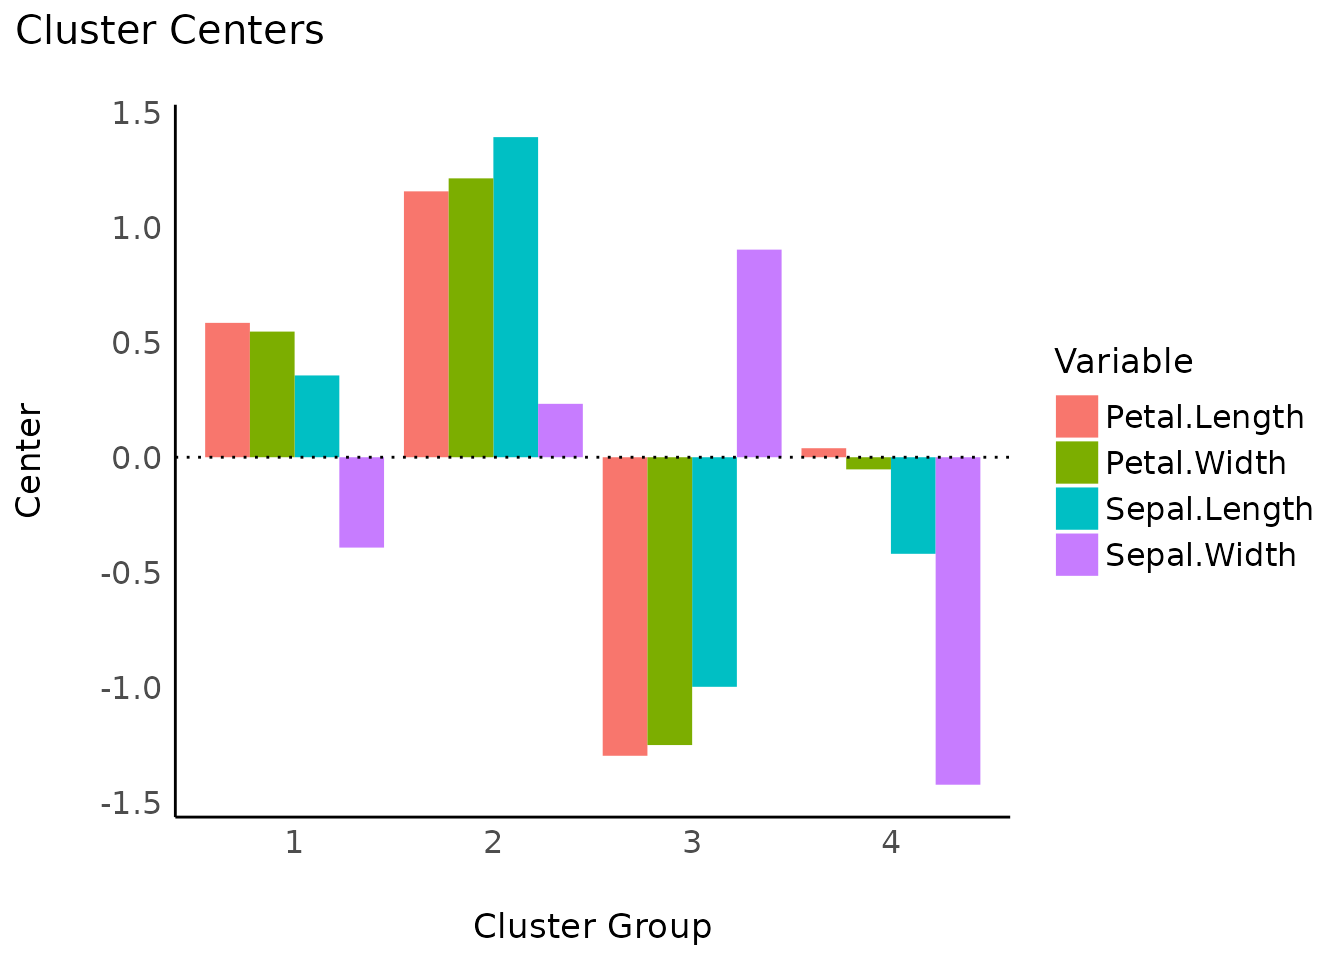 Cluster Centers
1.5
1.0
0.5
0.0
-0.5
-1.0
-1.5
Center
1 2 3 4
Cluster Group
Variable
Petal.Length
Petal.Width
Sepal.Length
Sepal.Width